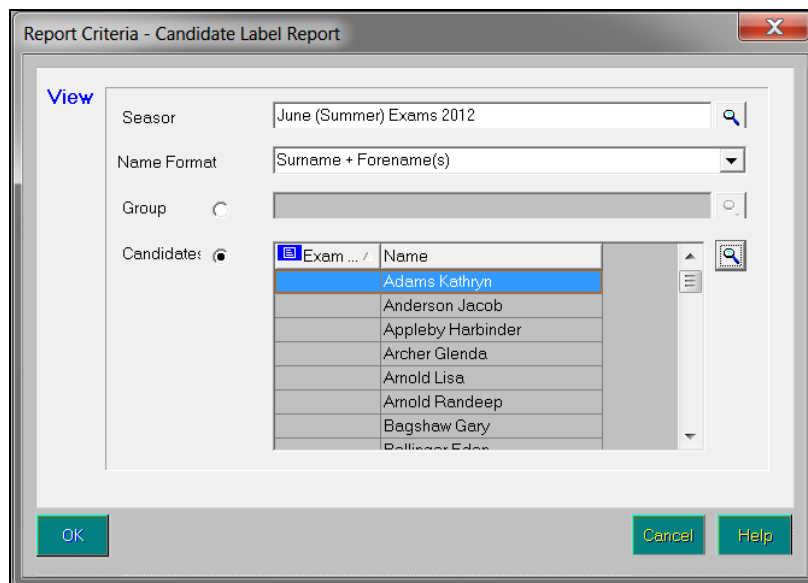 Report Criteria - Candidate Label Report
View
Seasor June (Summer) Exams 2012
Name Format Surname + Forename(s)
Group
Candidates Exam ... Name
Adams Kathryn
Anderson Jacob
Appleby Harbinder
Archer Glenda
Arnold Lisa
Arnold Randeep
Bagshaw Gary
OK Cancel Help